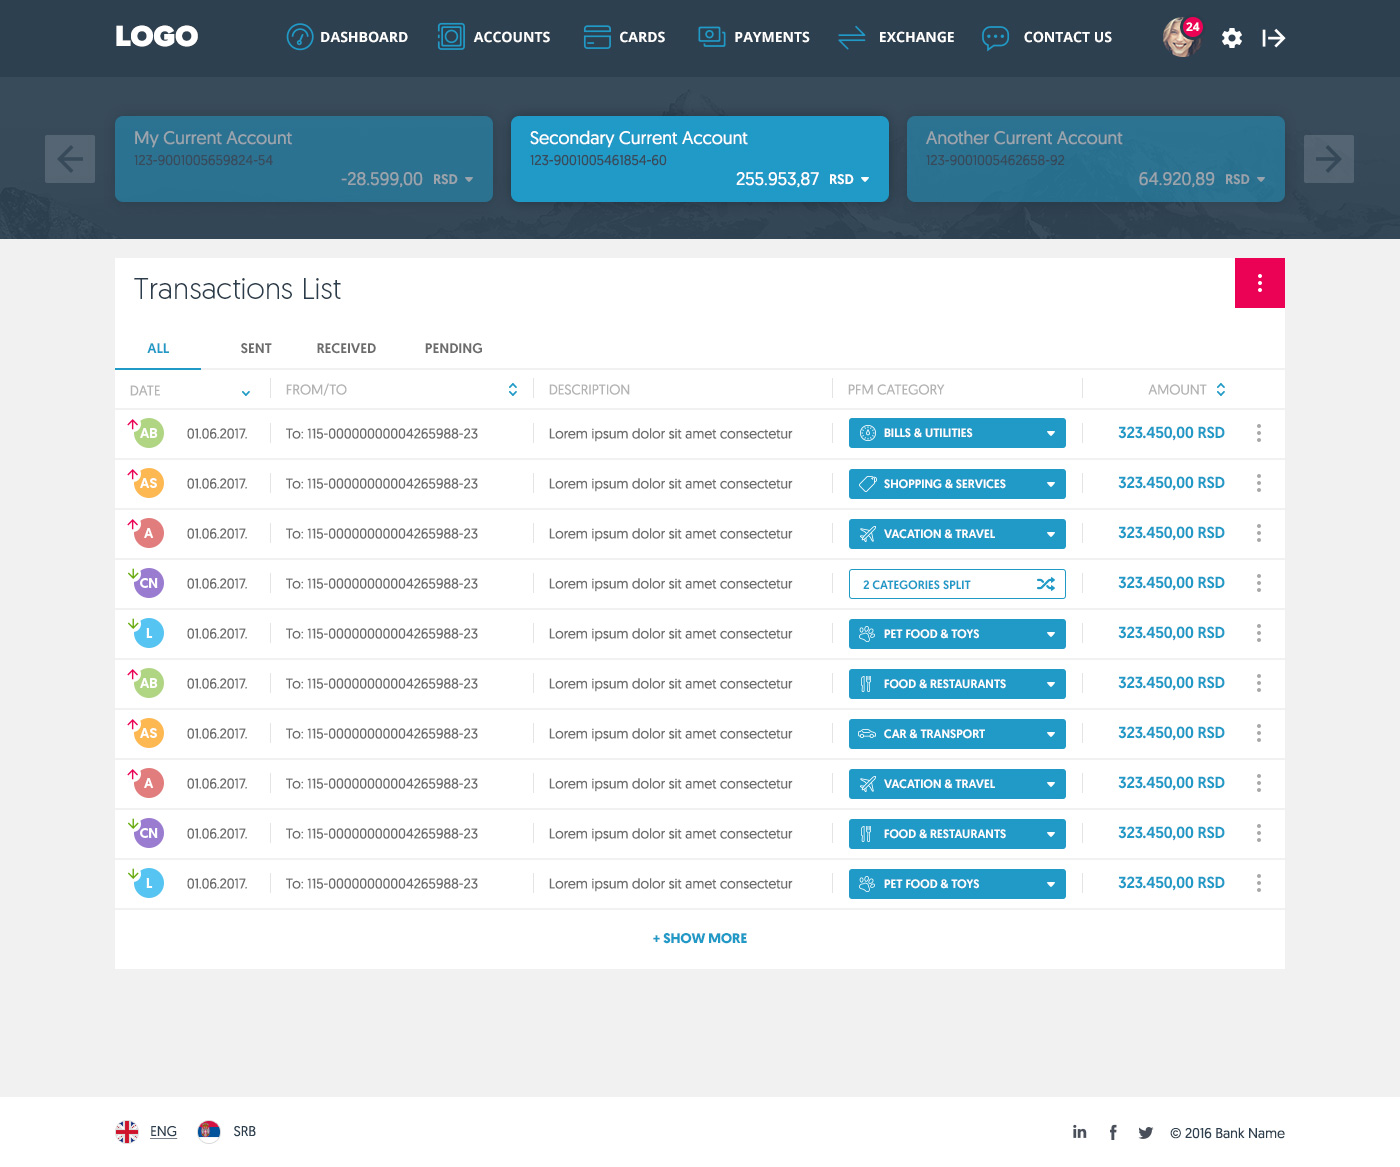 LOGO DASHBOARD ACCOUNTS CARDS PAYMENTS EXCHANGE CONTACT US 24
My Current Account
123-9001005659824-54
-28.599,00 RSD
Secondary Current Account
123-9001005461854-60
255.953,87 RSD
Another Current Account
123-9001005462658-92
64.920,89 RSD
Transactions List
ALL SENT RECEIVED PENDING
DATE FROM/TO DESCRIPTION PFM CATEGORY AMOUNT
AB 01.06.2017. To: 115-00000000004265988-23 Lorem ipsum dolor sit amet consectetur BILLS & UTILITIES 323.450,00 RSD
AS 01.06.2017. To: 115-00000000004265988-23 Lorem ipsum dolor sit amet consectetur SHOPPING & SERVICES 323.450,00 RSD
A 01.06.2017. To: 115-00000000004265988-23 Lorem ipsum dolor sit amet consectetur VACATION & TRAVEL 323.450,00 RSD
CN 01.06.2017. To: 115-00000000004265988-23 Lorem ipsum dolor sit amet consectetur 2 CATEGORIES SPLIT 323.450,00 RSD
L 01.06.2017. To: 115-00000000004265988-23 Lorem ipsum dolor sit amet consectetur PET FOOD & TOYS 323.450,00 RSD
AB 01.06.2017. To: 115-00000000004265988-23 Lorem ipsum dolor sit amet consectetur FOOD & RESTAURANTS 323.450,00 RSD
AS 01.06.2017. To: 115-00000000004265988-23 Lorem ipsum dolor sit amet consectetur CAR & TRANSPORT 323.450,00 RSD
A 01.06.2017. To: 115-00000000004265988-23 Lorem ipsum dolor sit amet consectetur VACATION & TRAVEL 323.450,00 RSD
CN 01.06.2017. To: 115-00000000004265988-23 Lorem ipsum dolor sit amet consectetur FOOD & RESTAURANTS 323.450,00 RSD
L 01.06.2017. To: 115-00000000004265988-23 Lorem ipsum dolor sit amet consectetur PET FOOD & TOYS 323.450,00 RSD
+ SHOW MORE
ENG SRB in f © 2016 Bank Name